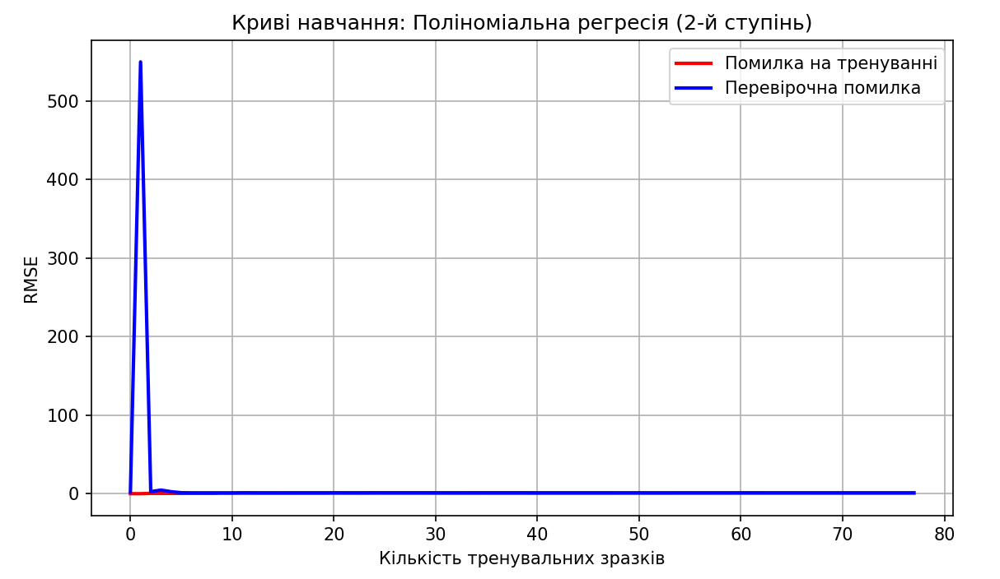 Криві навчання: Поліноміальна регресія (2-й ступінь)
Помилка на тренуванні
Перевірочна помилка
RMSE
500
400
300
200
100
0
0 10 20 30 40 50 60 70 80
Кількість тренувальних зразків